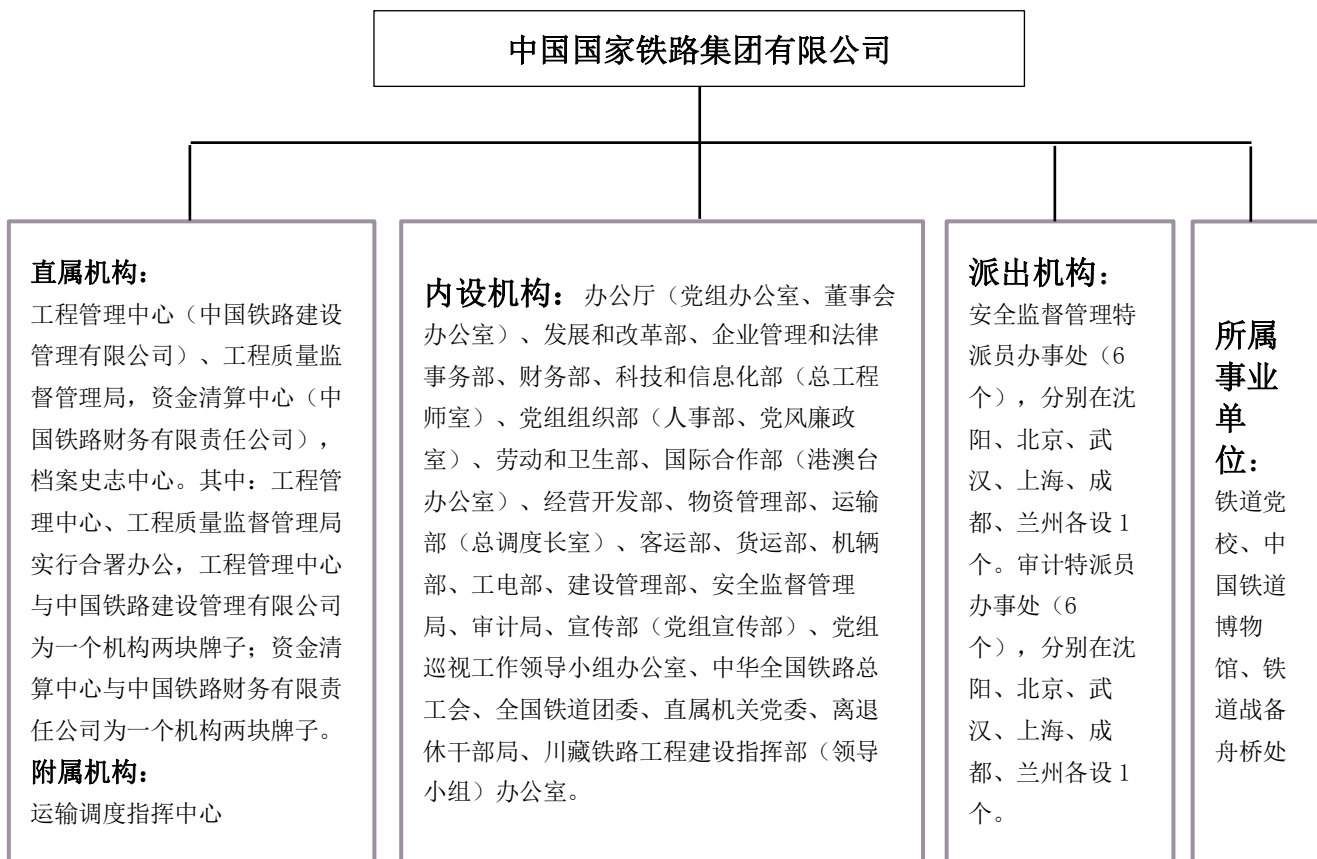 中国国家铁路集团有限公司
直属机构：
工程管理中心（中国铁路建设
管理有限公司）、工程质量监
督管理局，资金清算中心（中
国铁路财务有限责任公司），
档案史志中心。其中：工程管
理中心、工程质量监督管理局
实行合署办公，工程管理中心
与中国铁路建设管理有限公司
为一个机构两块牌子；资金清
算中心与中国铁路财务有限责
任公司为一个机构两块牌子。
附属机构：
运输调度指挥中心
内设机构：办公厅（党组办公室、董事会
办公室）、发展和改革部、企业管理和法律
事务部、财务部、科技和信息化部（总工程
师室）、党组组织部（人事部、党风廉政
室）、劳动和卫生部、国际合作部（港澳台
办公室）、经营开发部、物资管理部、运输
部（总调度长室）、客运部、货运部、机辆
部、工电部、建设管理部、安全监督管理
局、审计局、宣传部（党组宣传部）、党组
巡视工作领导小组办公室、中华全国铁路总
工会、全国铁道团委、直属机关党委、离退
休干部局、川藏铁路工程建设指挥部（领导
小组）办公室。
派出机构：
安全监督管理特
派员办事处（6
个），分别在沈
阳、北京、武
汉、上海、成
都、兰州各设 1
个。审计特派员
办事处（6
个），分别在沈
阳、北京、武
汉、上海、成
都、兰州各设 1
个。
所属
事业
单
位：
铁道党
校、中
国铁道
博物
馆、铁
道战备
舟桥处